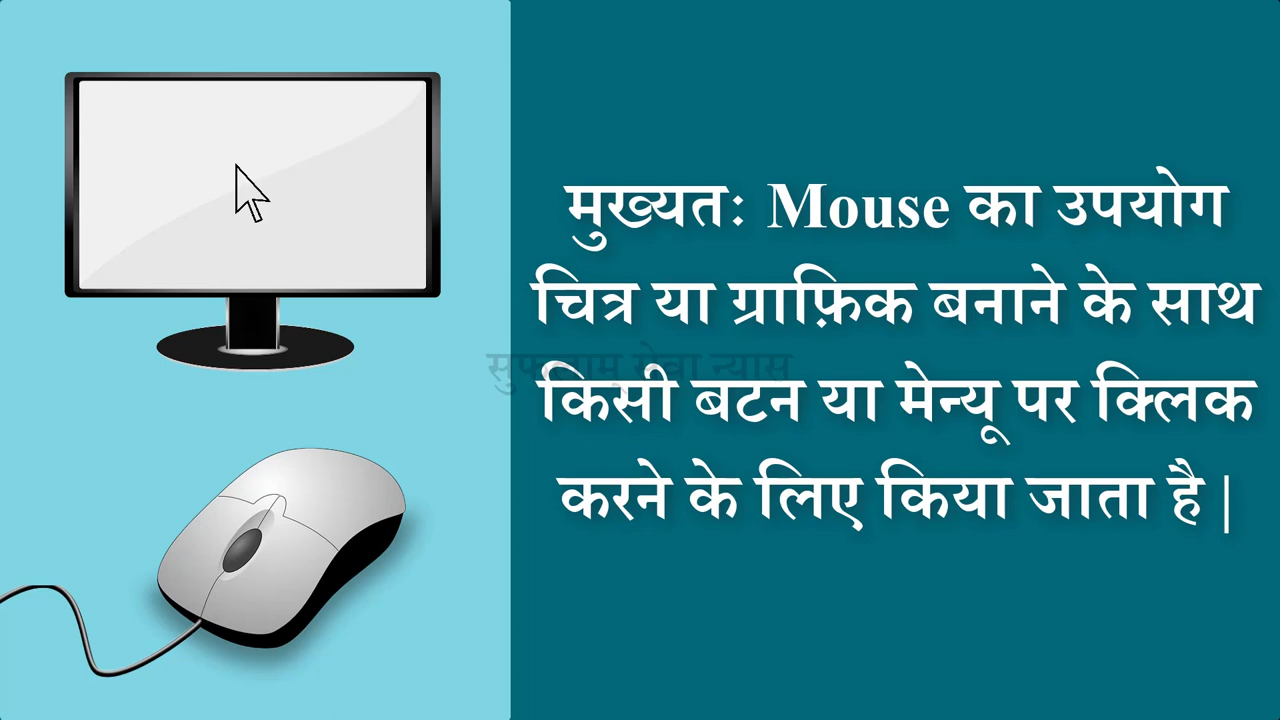 मुख्यतः Mouse का उपयोग
चित्र या ग्राफ़िक बनाने के साथ
किसी बटन या मेन्यू पर क्लिक
करने के लिए किया जाता है |
सेवा न्यास